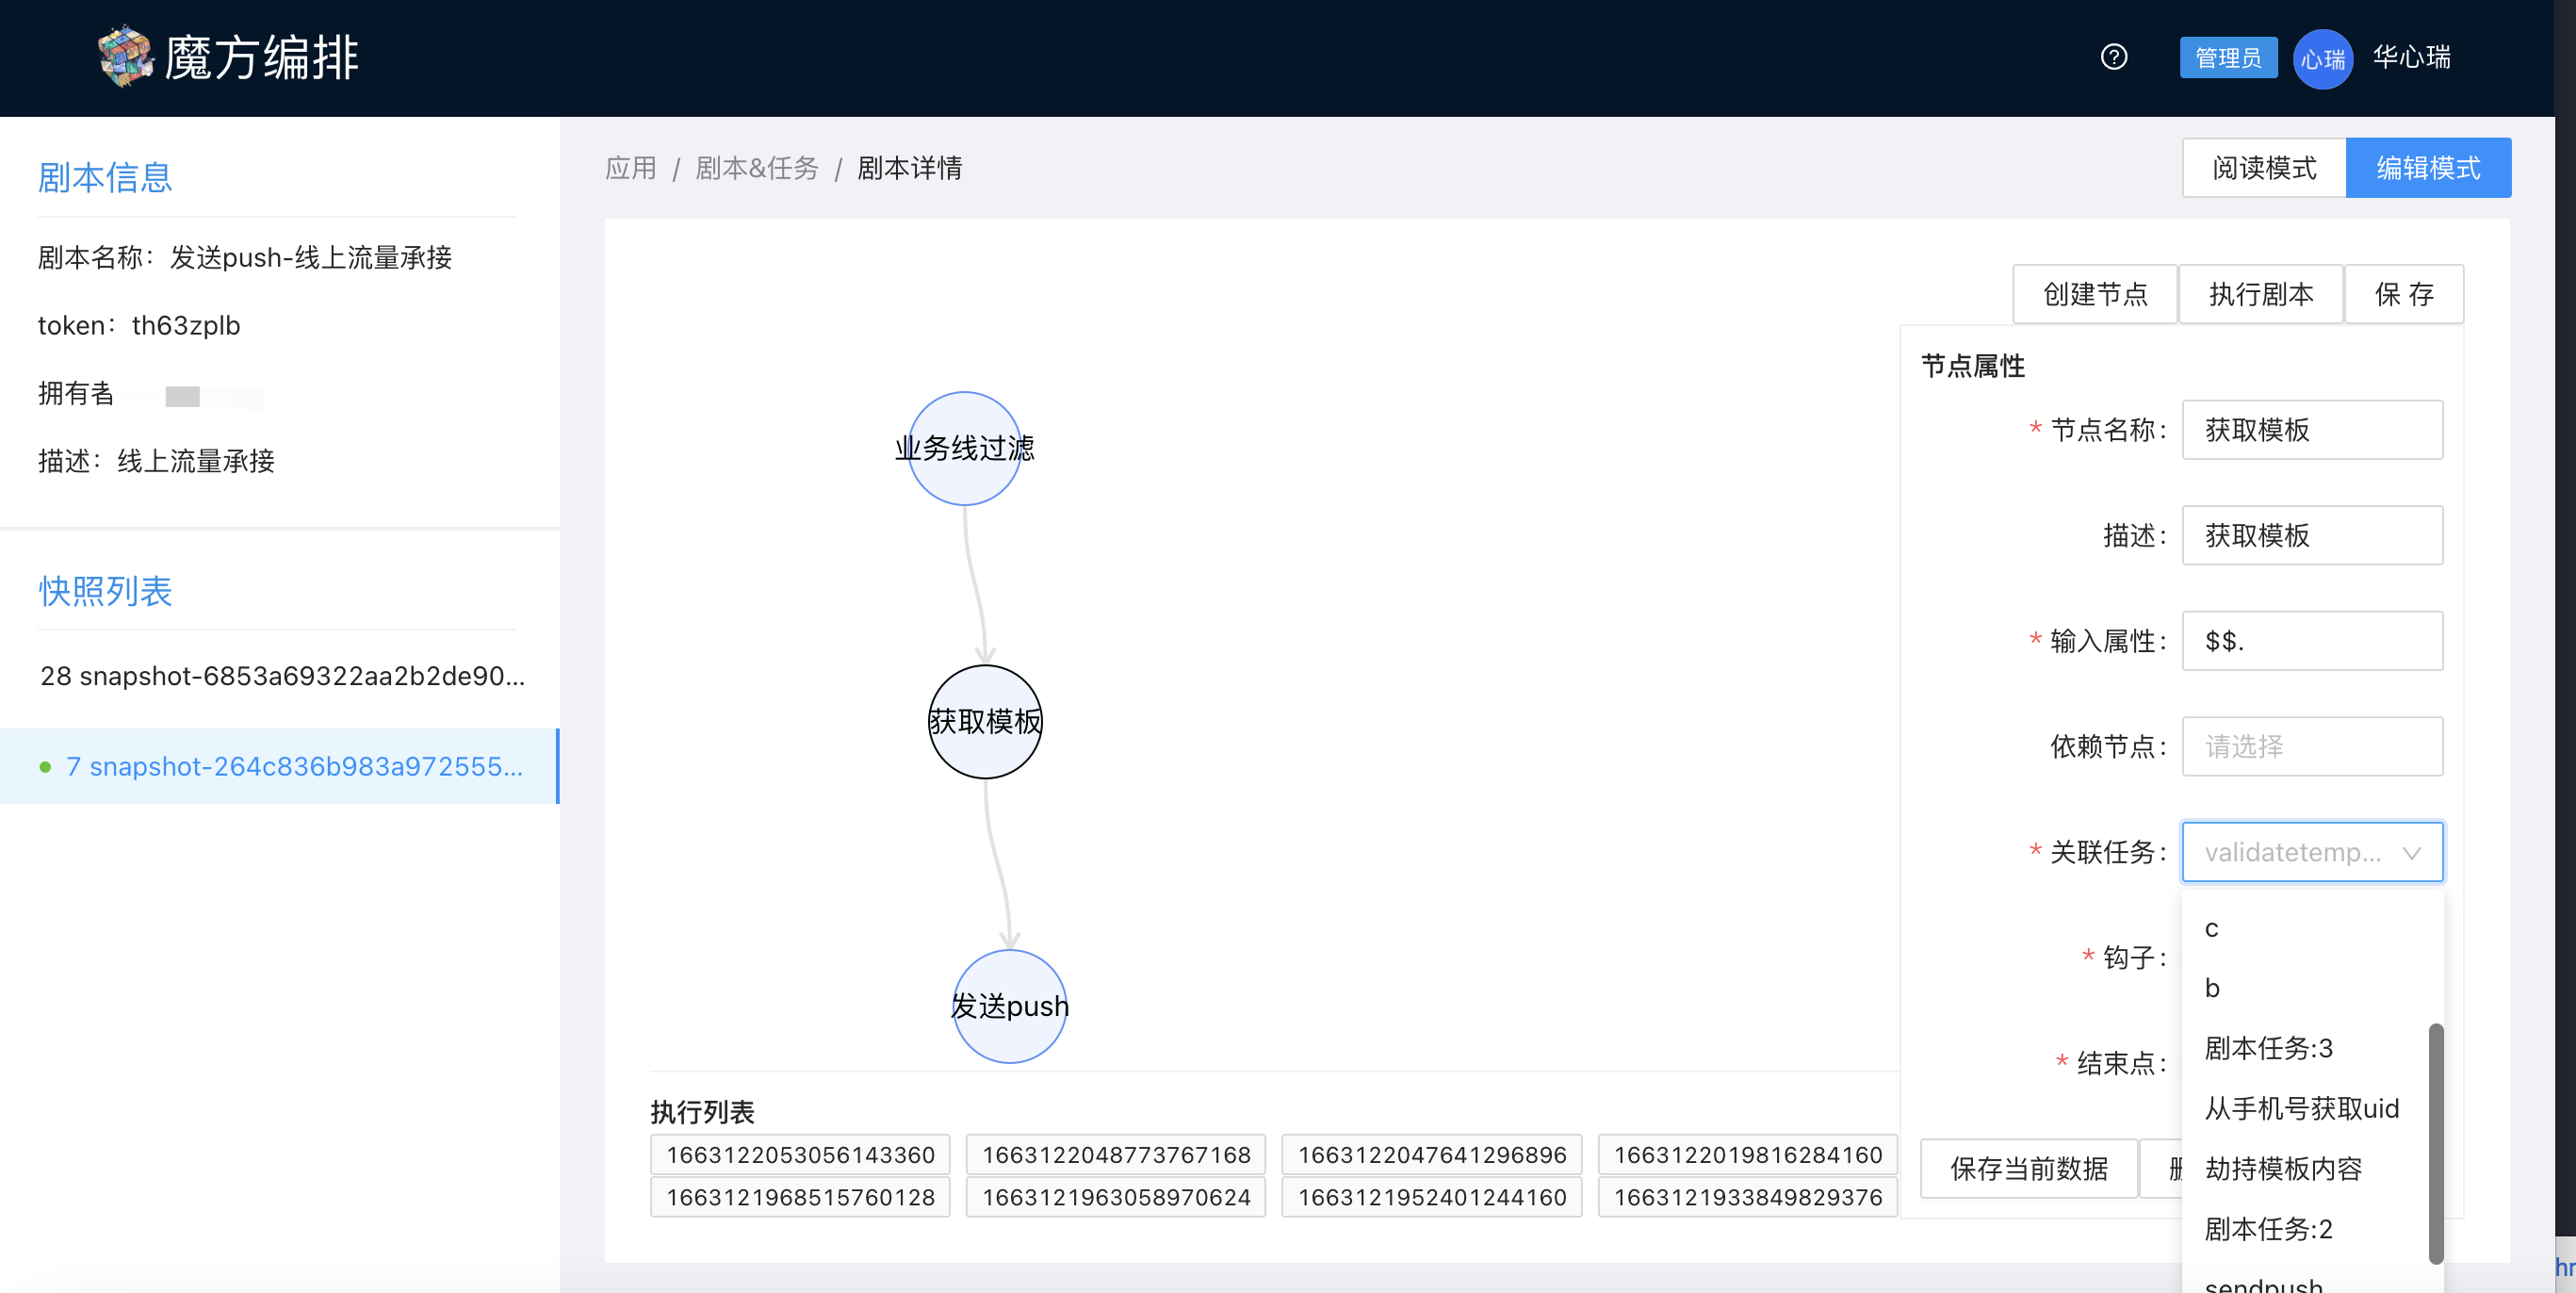 魔方编排
管理员
心瑞
华心瑞
剧本信息
剧本名称：发送push-线上流量承接
token：th63zplb
拥有者
描述：线上流量承接
快照列表
28 snapshot-6853a69322aa2b2de90...
7 snapshot-264c836b983a972555...
应用 / 剧本&任务 / 剧本详情
阅读模式
编辑模式
创建节点
执行剧本
保 存
业务线过滤
获取模板
发送push
节点属性
* 节点名称：
获取模板
描述：
获取模板
* 输入属性：
$$.
依赖节点：
请选择
* 关联任务：
validatetemp...
* 钩子：
* 结束点：
c
b
剧本任务:3
从手机号获取uid
劫持模板内容
剧本任务:2
sendpush
保存当前数据
执行列表
1663122053056143360 1663122048773767168 1663122047641296896 1663122019816284160
1663121968515760128 1663121963058970624 1663121952401244160 1663121933849829376